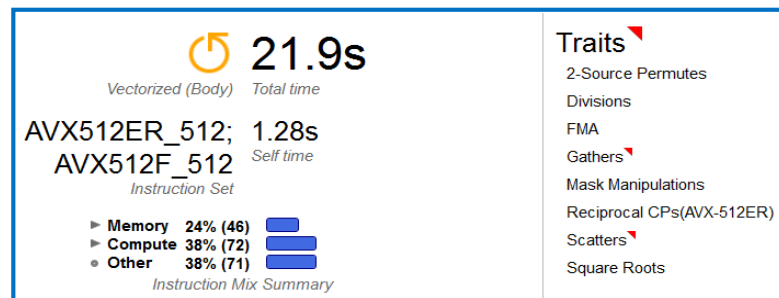 21.9s
Vectorized (Body) Total time
AVX512ER_512; 1.28s
AVX512F_512 Self time
Instruction Set
Memory 24% (46)
Compute 38% (72)
Other 38% (71)
Instruction Mix Summary
Traits
2-Source Permutes
Divisions
FMA
Gathers
Mask Manipulations
Reciprocal CPs(AVX-512ER)
Scatters
Square Roots